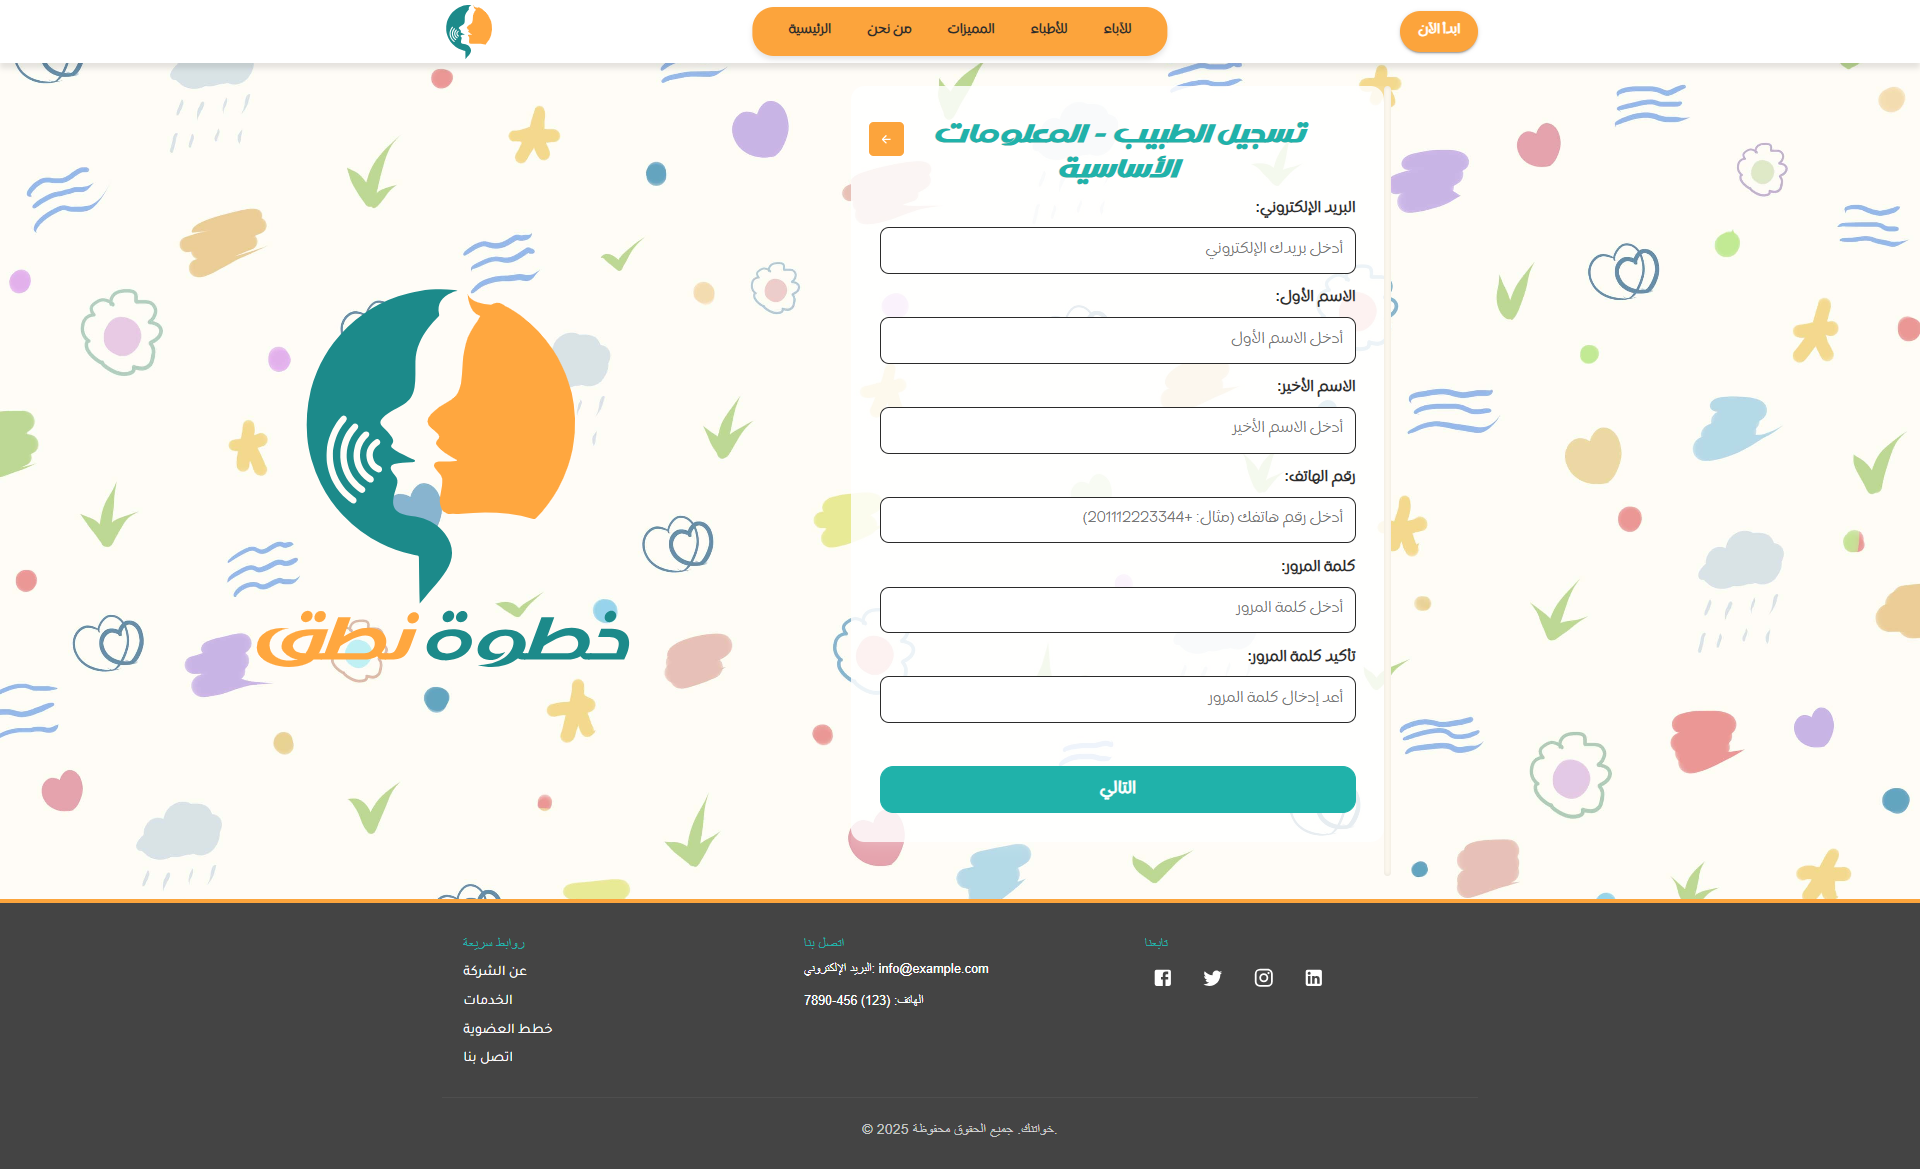 ابدأ الآن
للآباء
للأطباء
المميزات
من نحن
الرئيسية
تسجيل الطبيب - المعلومات
الأساسية
البريد الإلكتروني:
أدخل بريدك الإلكتروني
الاسم الأول:
أدخل الاسم الأول
الاسم الأخير:
أدخل الاسم الأخير
رقم الهاتف:
أدخل رقم هاتفك (مثال: +201112223344)
كلمة المرور:
أدخل كلمة المرور
تأكيد كلمة المرور:
أعد إدخال كلمة المرور
التالي
خطوة نطق
روابط سريعة
عن الشركة
الخدمات
خطط العضوية
اتصل بنا
اتصل بنا
البريد الإلكتروني: info@example.com
الهاتف: (123) 456-7890
تابعنا
© 2025 خواتتك. جميع الحقوق محفوظة.